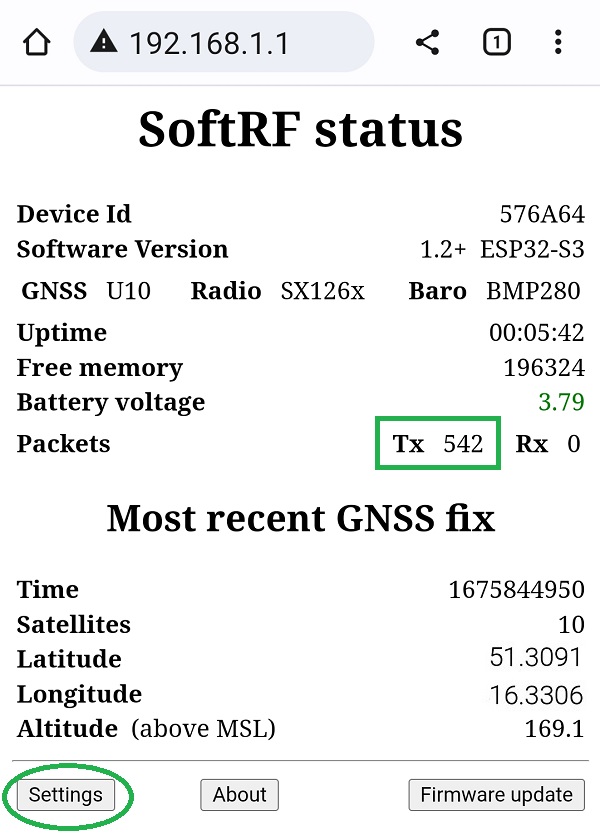 192.168.1.1 1
SoftRF status
Device Id 576A64
Software Version 1.2+ ESP32-S3
GNSS U10 Radio SX126x Baro BMP280
Uptime 00:05:42
Free memory 196324
Battery voltage 3.79
Packets Tx 542 Rx 0
Most recent GNSS fix
Time 1675844950
Satellites 10
Latitude 51.3091
Longitude 16.3306
Altitude (above MSL) 169.1
Settings About Firmware update